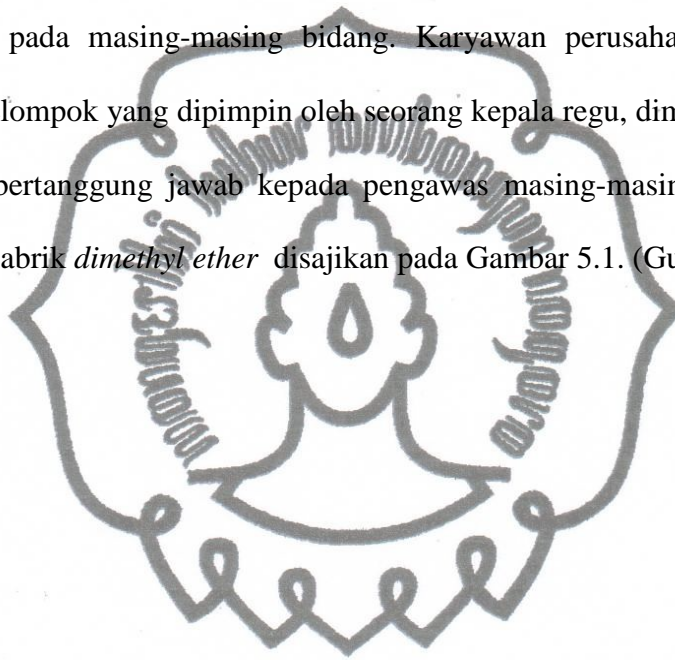 pada masing-masing bidang. Karyawan perusaha
lompok yang dipimpin oleh seorang kepala regu, dim
bertanggung jawab kepada pengawas masing-masin
abrik dimethyl ether disajikan pada Gambar 5.1. (Gu